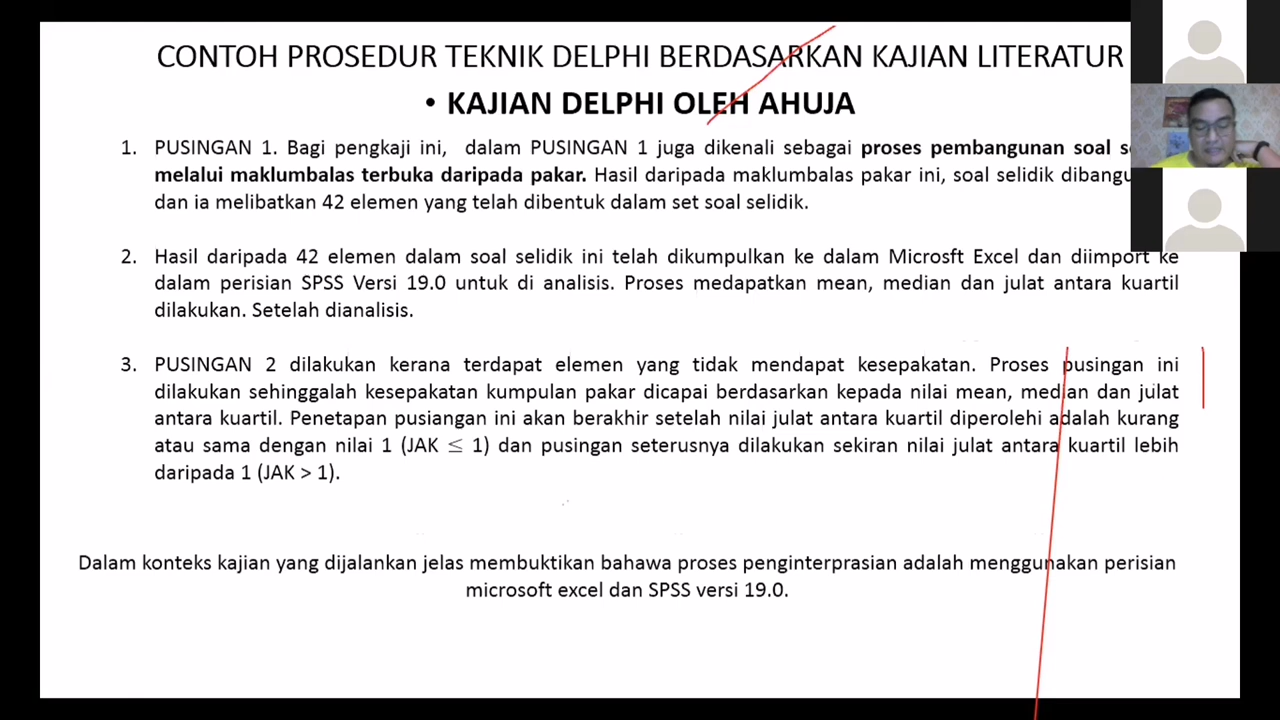 CONTOH PROSEDUR TEKNIK DELPHI BERDASARKAN KAJIAN LITERATUR
• KAJIAN DELPHI OLEH AHUJA
1. PUSINGAN 1. Bagi pengkaji ini, dalam PUSINGAN 1 juga dikenali sebagai proses pembangunan soal
melalui maklumbalas terbuka daripada pakar. Hasil daripada maklumbalas pakar ini, soal selidik
dan ia melibatkan 42 elemen yang telah dibentuk dalam set soal selidik.
2. Hasil daripada 42 elemen dalam soal selidik ini telah dikumpulkan ke dalam Microsft Excel dan diimport ke
dalam perisian SPSS Versi 19.0 untuk di analisis. Proses medapatkan mean, median dan julat antara kuartil
dilakukan. Setelah dianalisis.
3. PUSINGAN 2 dilakukan kerana terdapat elemen yang tidak mendapat kesepakatan. Proses pusingan ini
dilakukan sehinggalah kesepakatan kumpulan pakar dicapai berdasarkan kepada nilai mean, median dan julat
antara kuartil. Penetapan pusiangan ini akan berakhir setelah nilai julat antara kuartil diperolehi adalah kurang
atau sama dengan nilai 1 (JAK ≤ 1) dan pusingan seterusnya dilakukan sekiran nilai julat antara kuartil lebih
daripada 1 (JAK > 1).
Dalam konteks kajian yang dijalankan jelas membuktikan bahawa proses penginterprasian adalah menggunakan perisian
microsoft excel dan SPSS versi 19.0.